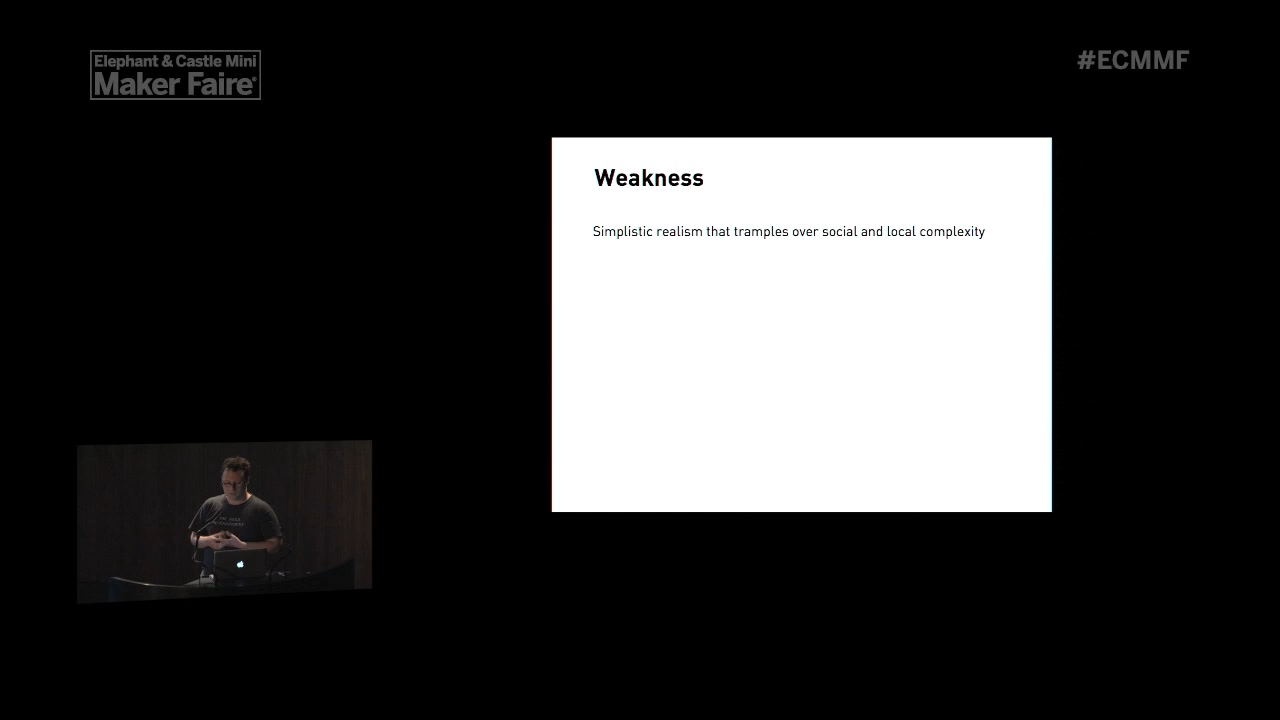 Elephant & Castle Mini
Maker Faire®
#ECMMF
Weakness
Simplistic realism that tramples over social and local complexity